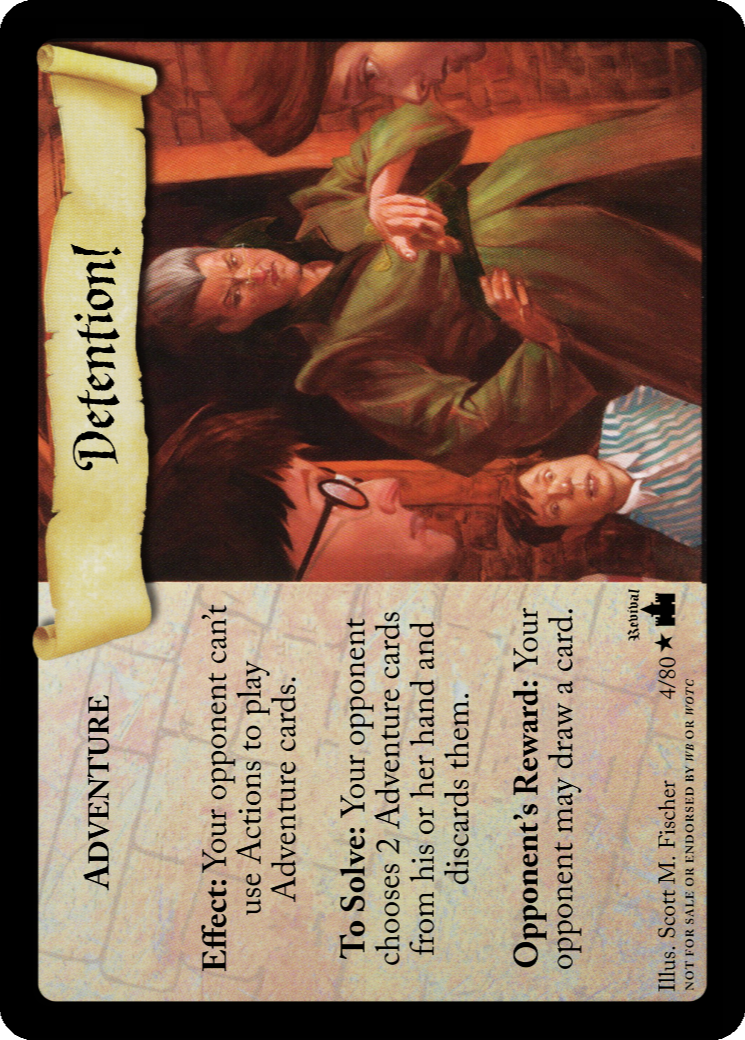 Detention!
ADVENTURE
Effect: Your opponent can't
use Actions to play
Adventure cards.
To Solve: Your opponent
chooses 2 Adventure cards
from his or her hand and
discards them.
Opponent's Reward: Your
opponent may draw a card.
Revival
Illus. Scott M. Fischer 4/80 ★
NOT FOR SALE OR ENDORSED BY WB OR WOTC